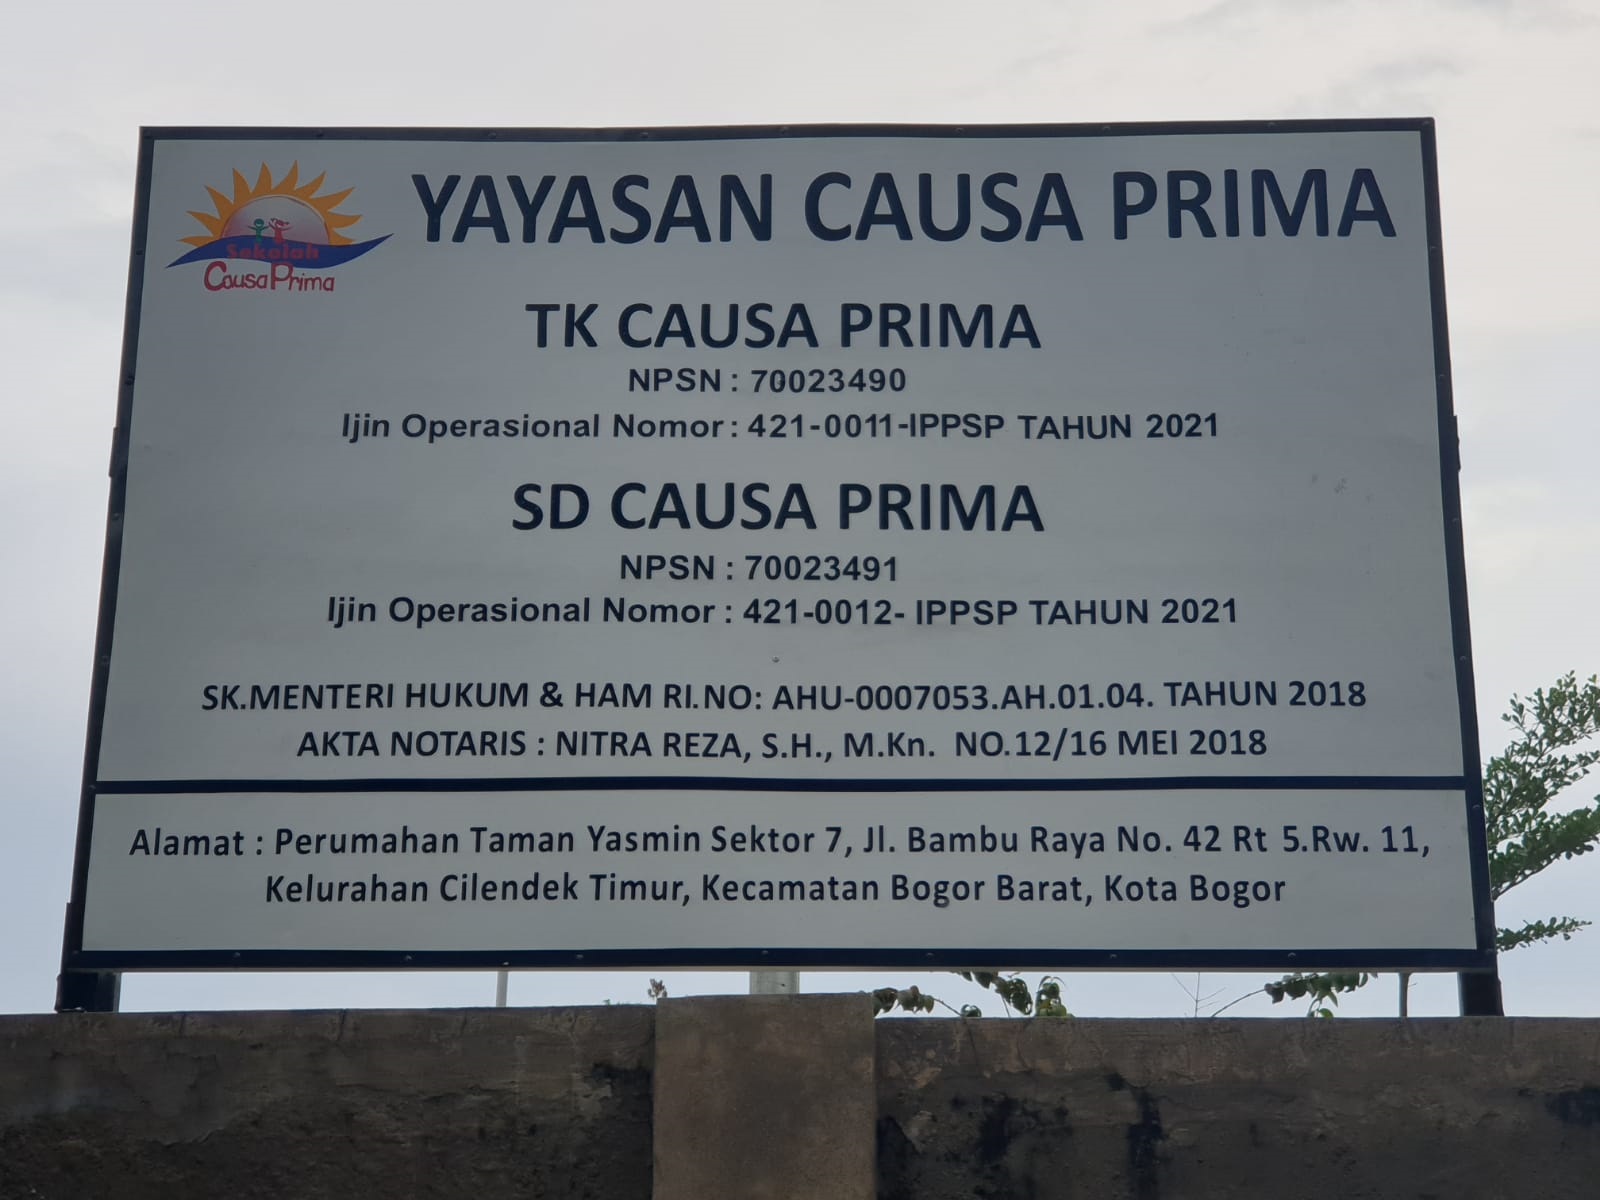 YAYASAN CAUSA PRIMA
Sekolah
Causa Prima
TK CAUSA PRIMA
NPSN : 70023490
Ijin Operasional Nomor : 421-0011-IPPSP TAHUN 2021
SD CAUSA PRIMA
NPSN : 70023491
Ijin Operasional Nomor : 421-0012- IPPSP TAHUN 2021
SK.MENTERI HUKUM & HAM RI.NO: AHU-0007053.AH.01.04. TAHUN 2018
AKTA NOTARIS : NITRA REZA, S.H., M.Kn. NO.12/16 MEI 2018
Alamat : Perumahan Taman Yasmin Sektor 7, Jl. Bambu Raya No. 42 Rt 5.Rw. 11,
Kelurahan Cilendek Timur, Kecamatan Bogor Barat, Kota Bogor